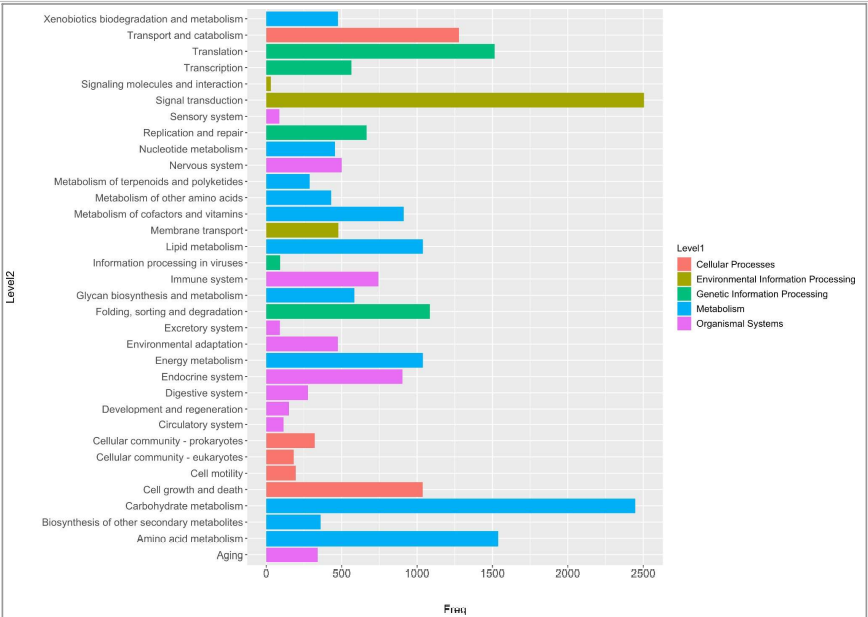 Xenobiotics biodegradation and metabolism
Transport and catabolism
Translation
Transcription
Signaling molecules and interaction
Signal transduction
Sensory system
Replication and repair
Nucleotide metabolism
Nervous system
Metabolism of terpenoids and polyketides
Metabolism of other amino acids
Metabolism of cofactors and vitamins
Membrane transport
Lipid metabolism
Information processing in viruses
Immune system
Glycan biosynthesis and metabolism
Folding, sorting and degradation
Excretory system
Environmental adaptation
Energy metabolism
Endocrine system
Digestive system
Development and regeneration
Circulatory system
Cellular community - prokaryotes
Cellular community - eukaryotes
Cell motility
Cell growth and death
Carbohydrate metabolism
Biosynthesis of other secondary metabolites
Amino acid metabolism
Aging
Level2
0 500 1000 1500 2000 2500
Freq
Level1
Cellular Processes
Environmental Information Processing
Genetic Information Processing
Metabolism
Organismal Systems